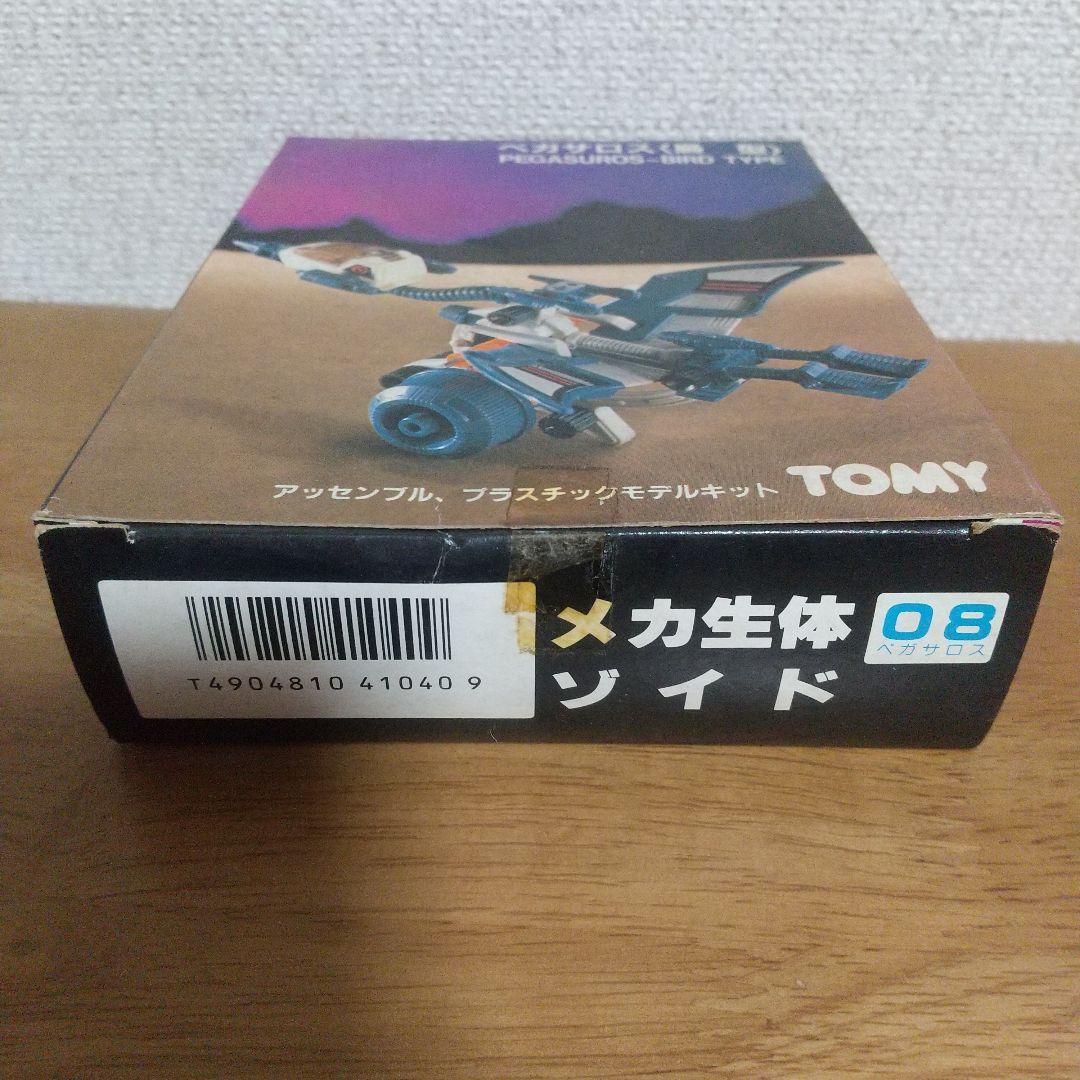 ペガサロス〈鳥 型〉
PEGASUROS-BIRD TYPE
アッセンブル、プラスチックモデルキット TOMY
メカ生体
ゾイド
08
ペガサロス
T4904810 41040 9